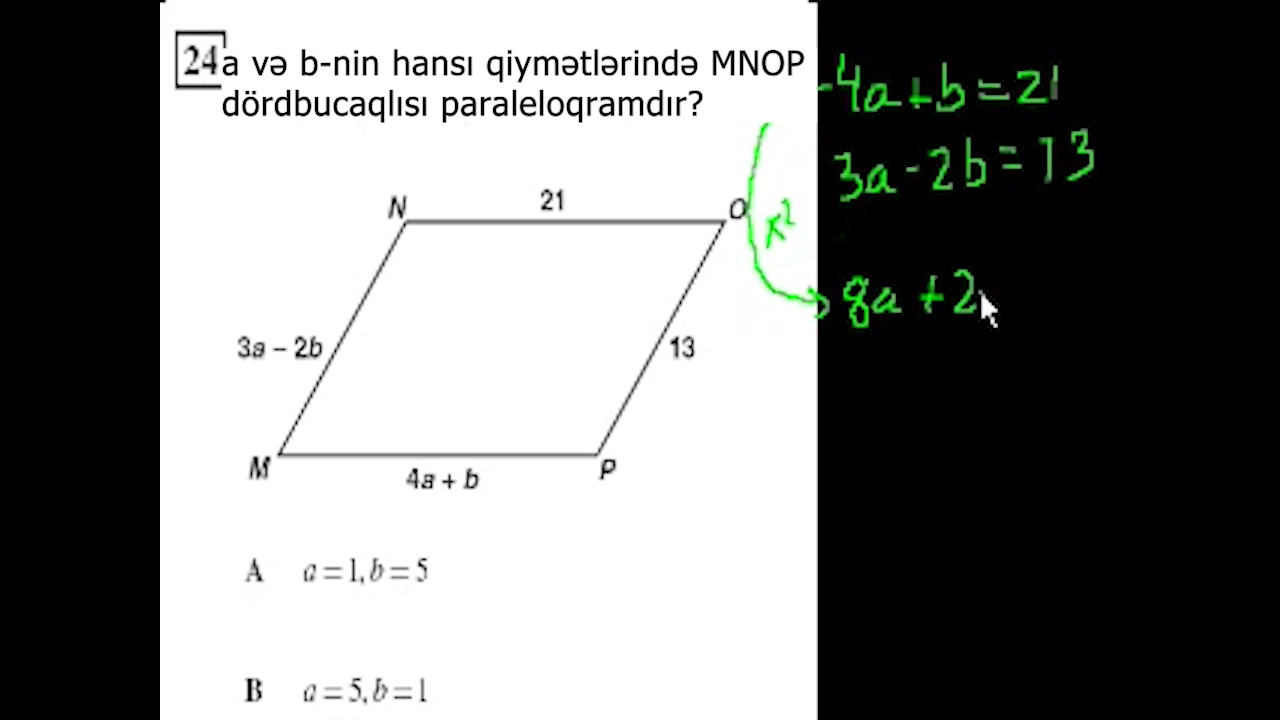 24 a və b-nin hansı qiymətlərində MNOP
dördbucaqlısı paraleloqramdır?
N
21
O
3a – 2b
13
M
4a + b
P
A a = 1, b = 5
B a = 5, b = 1
-4a+b=21
3a-2b=13
x2
8a+2